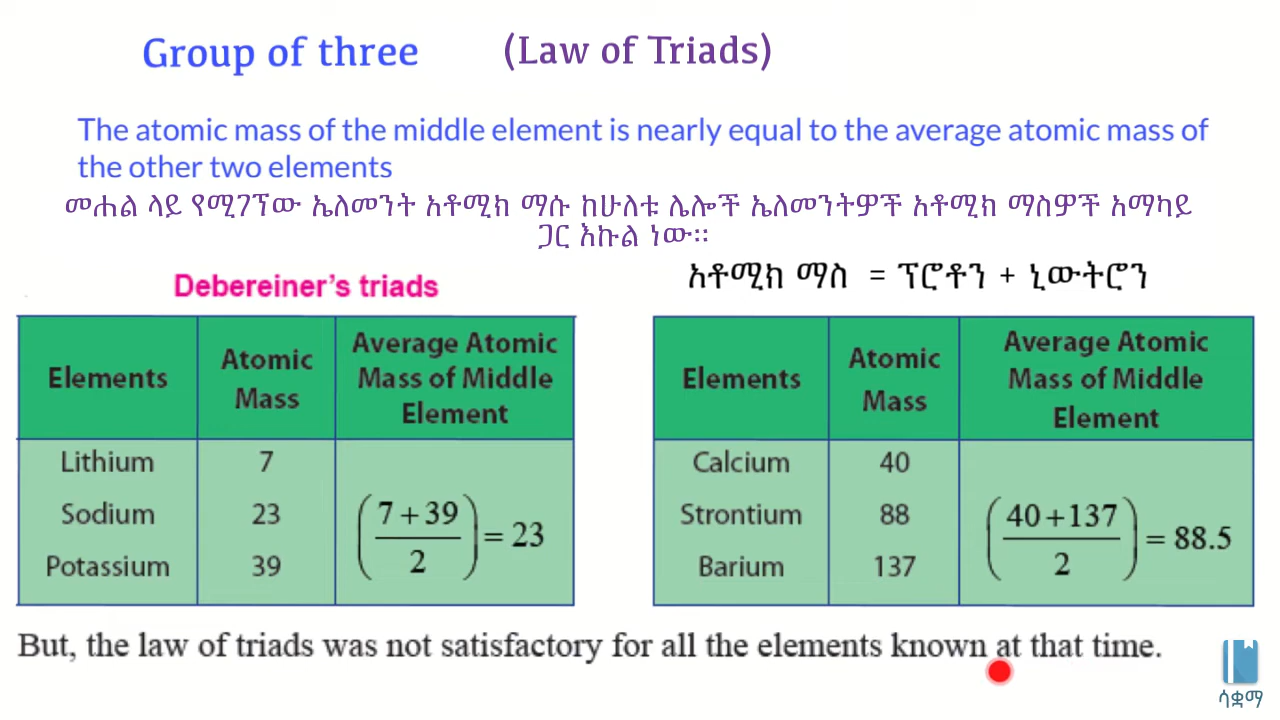 Group of three (Law of Triads)
The atomic mass of the middle element is nearly equal to the average atomic mass of
the other two elements
መሐል ላይ የሚገኘው ኤለመንት አቶሚክ ማሱ ከሁለቱ ሌሎች ኤለመንትዎች አቶሚክ ማስዎች አማካይ
ጋር እኩል ነው።
Debereiner's triads
አቶሚክ ማስ = ፕሮቶን + ኒውትሮን
Elements
Atomic
Mass
Average Atomic
Mass of Middle
Element
Lithium 7
Sodium 23
Potassium 39
(7 + 39 / 2) = 23
Elements
Atomic
Mass
Average Atomic
Mass of Middle
Element
Calcium 40
Strontium 88
Barium 137
(40 + 137 / 2) = 88.5
But, the law of triads was not satisfactory for all the elements known at that time.
ሳቋማ